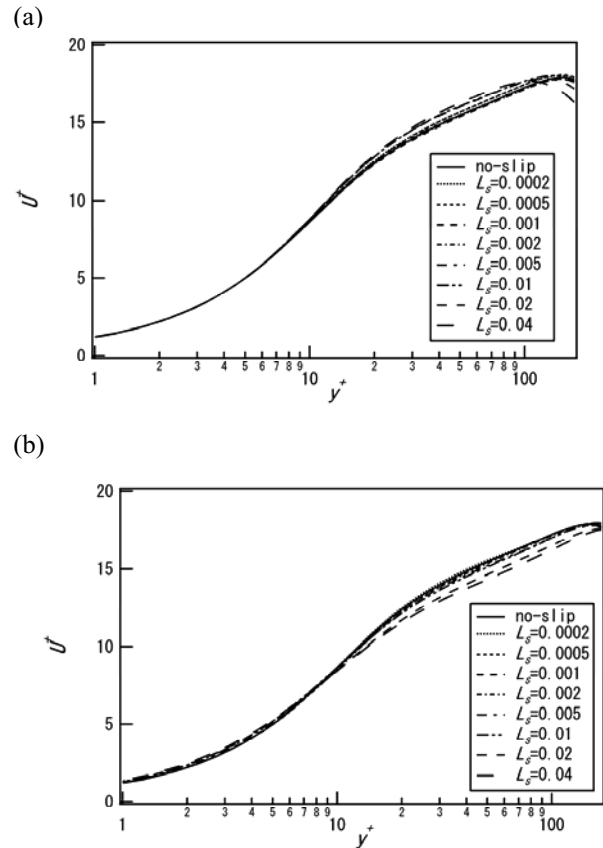 (a)
20
15
10
5
0
U⁺
no-slip
Lₛ=0.0002
Lₛ=0.0005
Lₛ=0.001
Lₛ=0.002
Lₛ=0.005
Lₛ=0.01
Lₛ=0.02
Lₛ=0.04
1 2 3 4 5 6 7 8 9 10 2 3 4 5 6 7 8 9 100
y⁺
(b)
20
15
10
5
0
U⁺
no-slip
Lₛ=0.0002
Lₛ=0.0005
Lₛ=0.001
Lₛ=0.002
Lₛ=0.005
Lₛ=0.01
Lₛ=0.02
Lₛ=0.04
1 2 3 4 5 6 7 8 9 10 2 3 4 5 6 7 8 9 100
y⁺